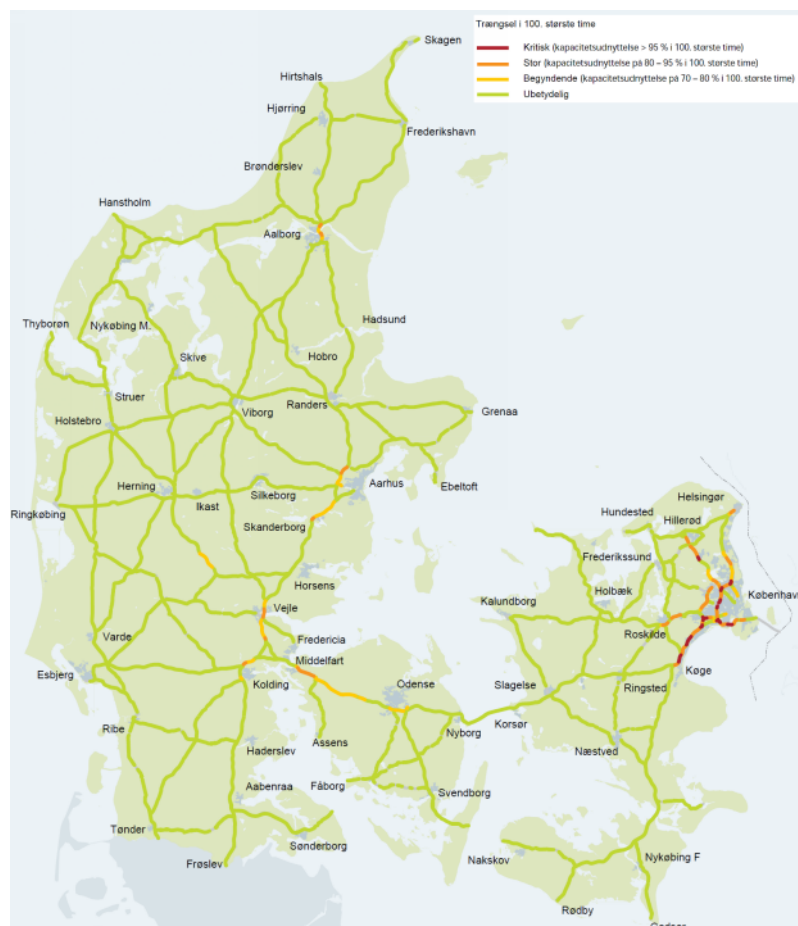 Trængsel i 100. største time
Kritisk (kapacitetsudnyttelse > 95 % i 100. største time)
Stor (kapacitetsudnyttelse på 80 – 95 % i 100. største time)
Begyndende (kapacitetsudnyttelse på 70 – 80 % i 100. største time)
Ubetydelig
Skagen
Hirtshals
Hjørring
Frederikshavn
Brønderslev
Hanstholm
Aalborg
Thyborøn
Nykøbing M.
Hadsund
Skive
Hobro
Struer
Holstebro
Viborg
Randers
Grenaa
Herning
Ikast
Silkeborg
Aarhus
Ebeltoft
Ringkøbing
Skanderborg
Helsingør
Hundested
Hillerød
Frederikssund
Horsens
Holbæk
København
Kalundborg
Vejle
Varde
Fredericia
Roskilde
Middelfart
Esbjerg
Kolding
Odense
Slagelse
Ringsted
Køge
Ribe
Assens
Nyborg
Korsør
Haderslev
Næstved
Aabenraa
Fåborg
Svendborg
Tønder
Sønderborg
Frøslev
Nakskov
Nykøbing F
Rødby